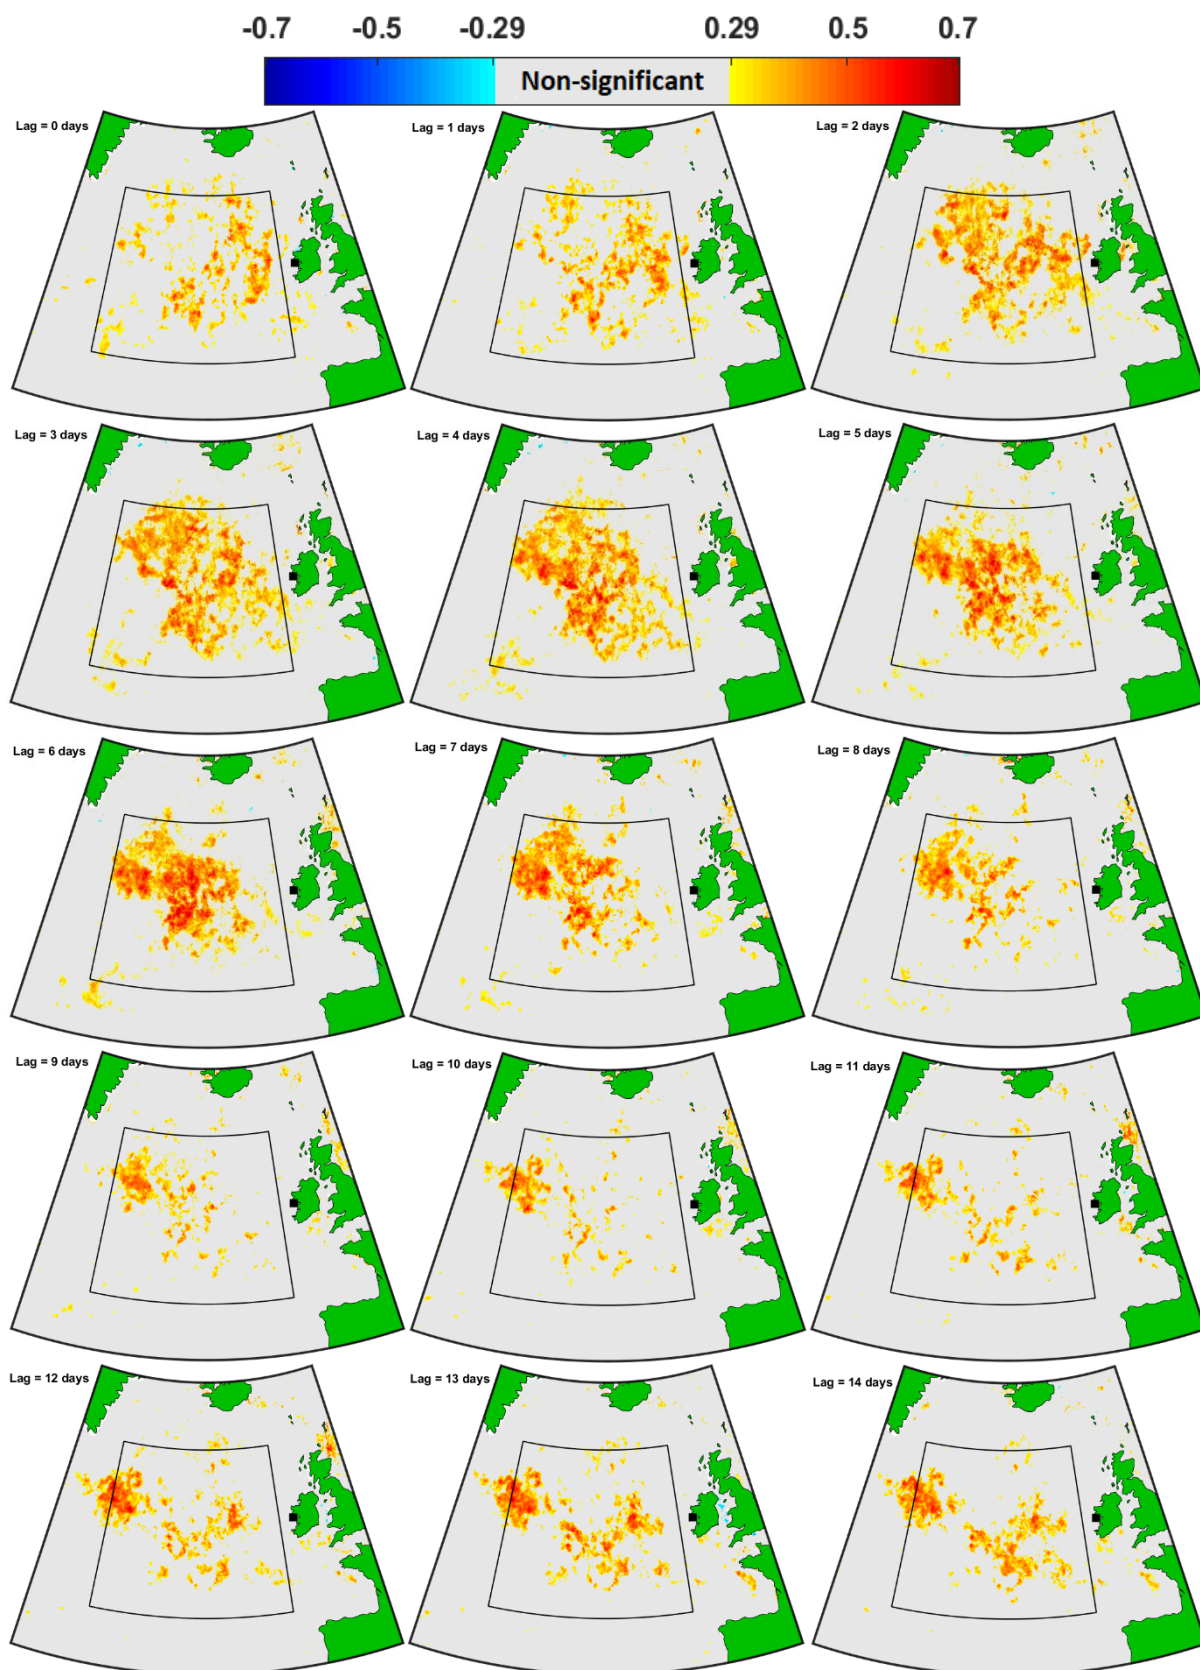 -0.7 -0.5 -0.29 0.29 0.5 0.7
Non-significant
Lag = 0 days
Lag = 1 days
Lag = 2 days
Lag = 3 days
Lag = 4 days
Lag = 5 days
Lag = 6 days
Lag = 7 days
Lag = 8 days
Lag = 9 days
Lag = 10 days
Lag = 11 days
Lag = 12 days
Lag = 13 days
Lag = 14 days